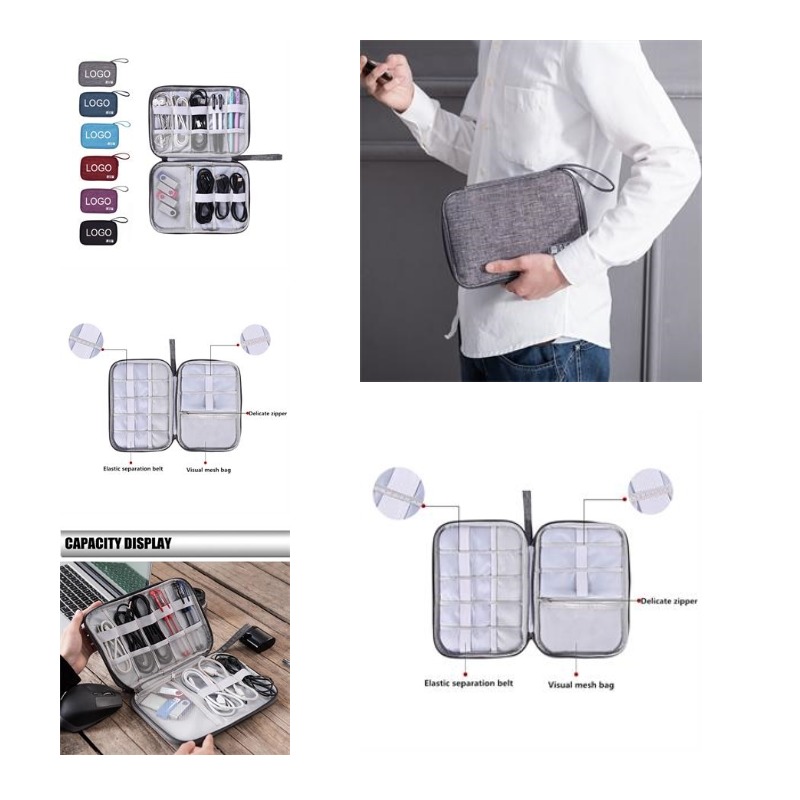 LOGO
LOGO
LOGO
LOGO
LOGO
LOGO
Delicate zipper
Elastic separation belt
Visual mesh bag
CAPACITY DISPLAY
Delicate zipper
Elastic separation belt
Visual mesh bag